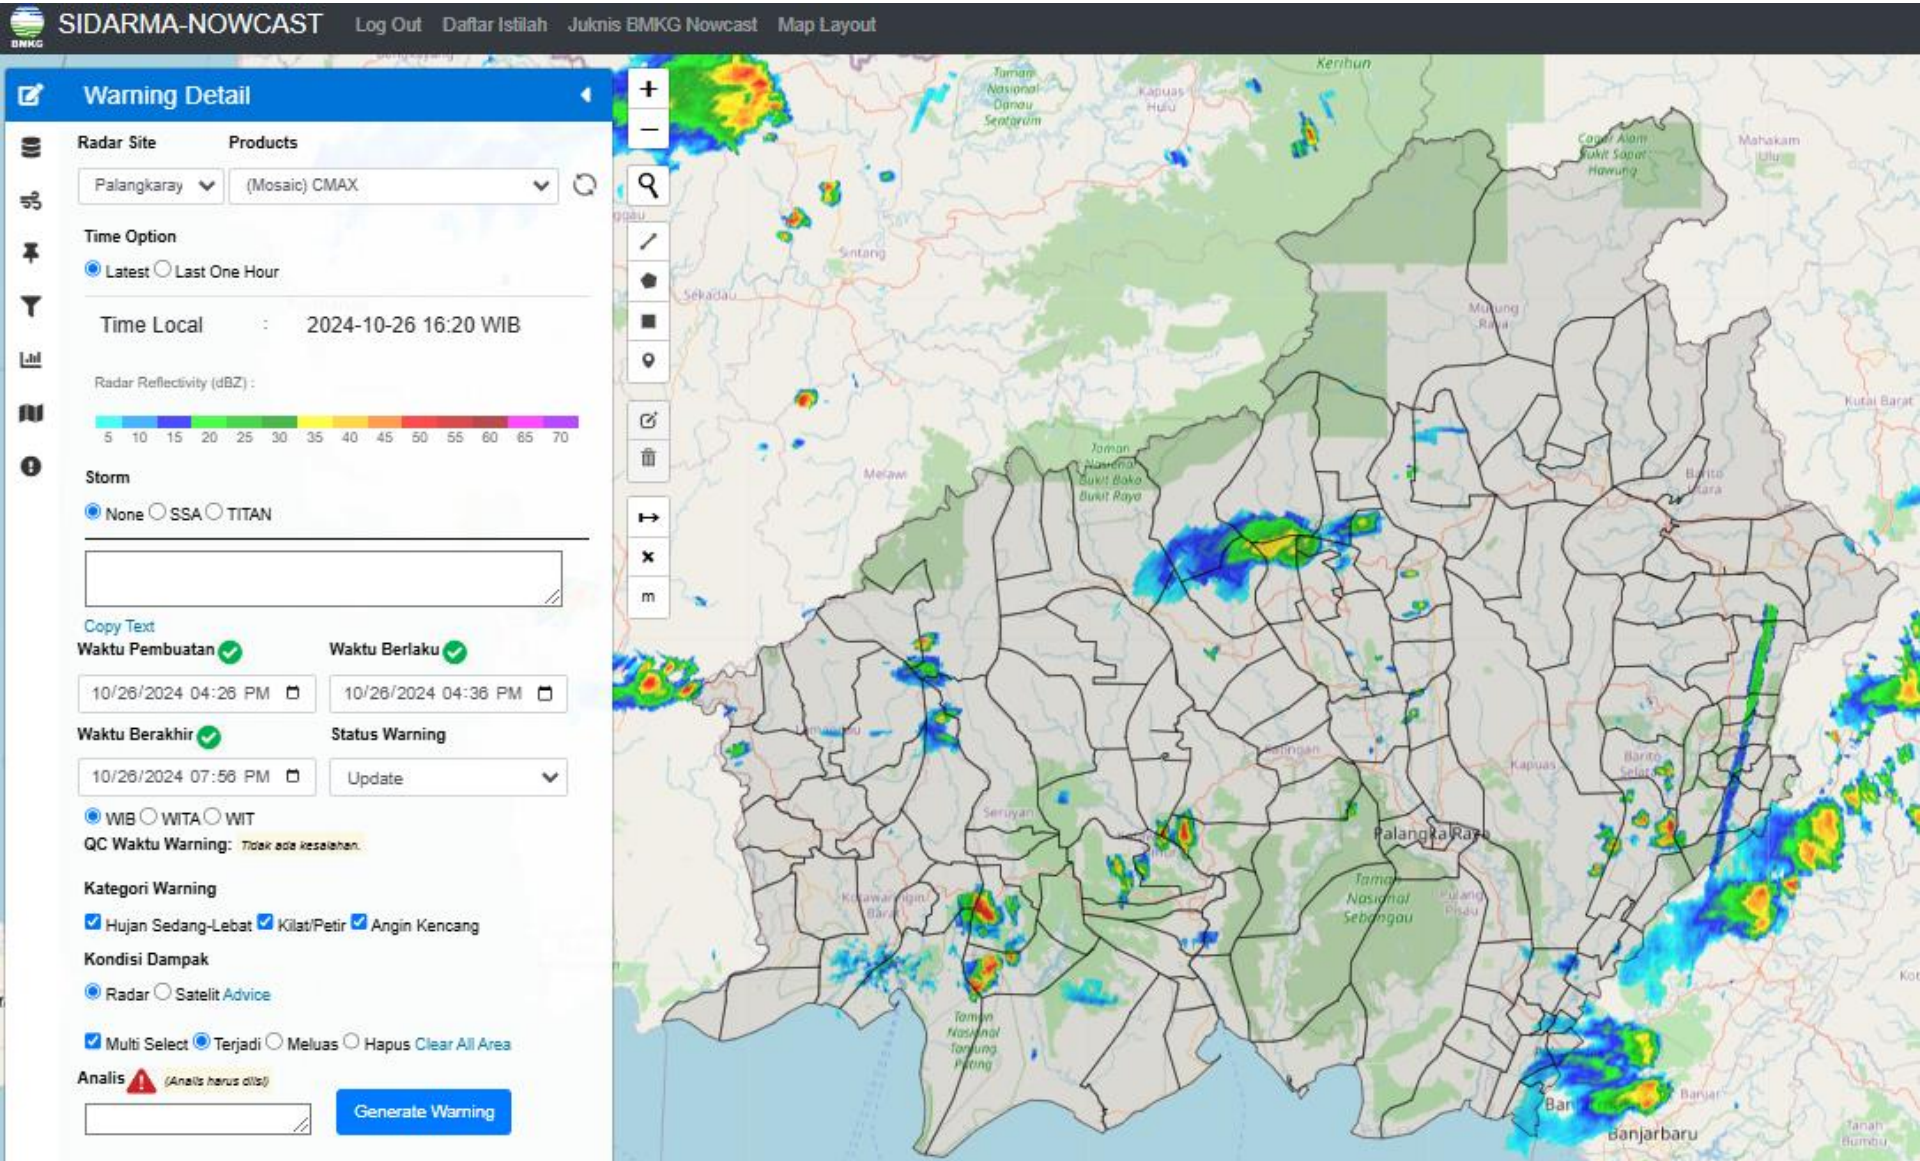 BMKG
SIDARMA-NOWCAST Log Out Daftar Istilah Juknis BMKG Nowcast Map Layout
Warning Detail
Radar Site Products
Palangkaray (Mosaic) CMAX
Time Option
Latest Last One Hour
Time Local : 2024-10-26 16:20 WIB
Radar Reflectivity (dBZ) :
5 10 15 20 25 30 35 40 45 50 55 60 65 70
Storm
None SSA TITAN
Copy Text
Waktu Pembuatan Waktu Berlaku
10/26/2024 04:26 PM 10/26/2024 04:36 PM
Waktu Berakhir Status Warning
10/26/2024 07:56 PM Update
WIB WITA WIT
QC Waktu Warning: Tidak ada kesalahan.
Kategori Warning
Hujan Sedang-Lebat Kilat/Petir Angin Kencang
Kondisi Dampak
Radar Satelit Advice
Multi Select Terjadi Meluas Hapus Clear All Area
Analis (Analis harus diisi)
Generate Warning
+
−
m
Kerihun
Taman
Nasional
Danau
Sentarum
Kapuas
Hulu
Cagar Alam
Bukit Sapat
Hawung
Mahakam
Ulu
Sintang
Sekadau
Murung
Raya
Kutai Barat
Melawi
Taman
Nasional
Bukit Baka
Bukit Raya
Barito
Utara
Lamandau
Katingan
Kapuas
Barito
Selatan
Seruyan
Palangka Raya
Kotawaringin
Barat
Taman
Nasional
Sebangau
Pulang
Pisau
Taman
Nasional
Tanjung
Puting
Banjar
Banjarbaru
Tanah
Bumbu